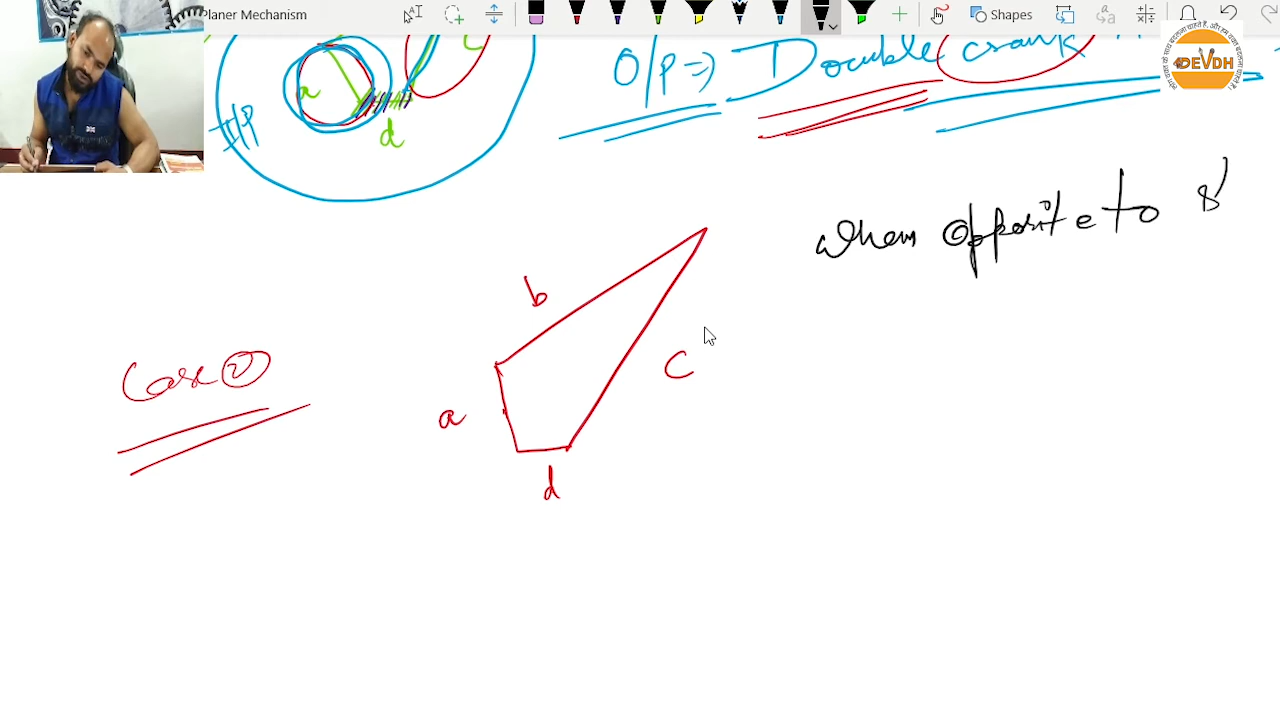 Planer Mechanism
Shapes
O/P => Double crank
a
I/P
d
C
DEVDH
when opposite to s'
b
Case ②
C
a
d